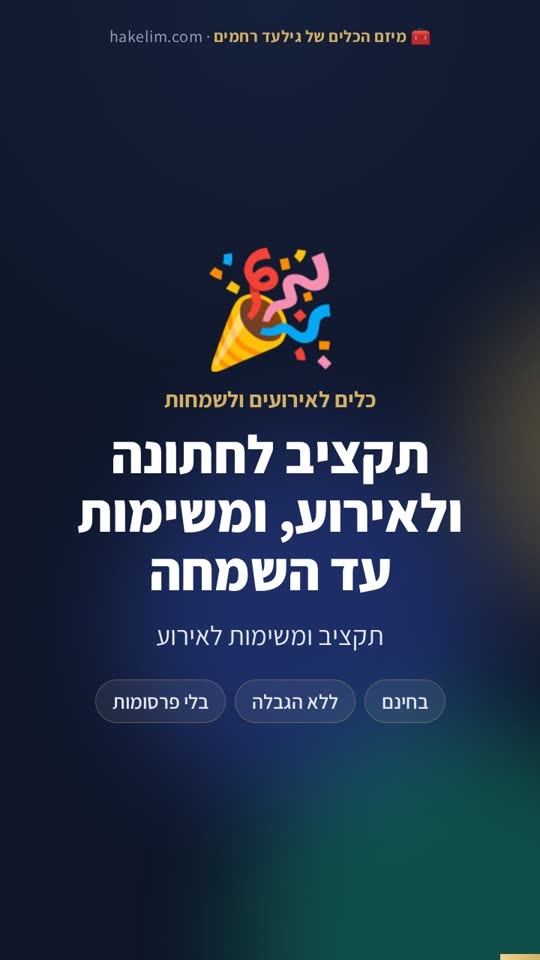 מיזם הכלים של גילעד רחמים · hakelim.com
כלים לאירועים ולשמחות
תקציב לחתונה
ולאירוע, ומשימות
עד השמחה
תקציב ומשימות לאירוע
בחינם
ללא הגבלה
בלי פרסומות